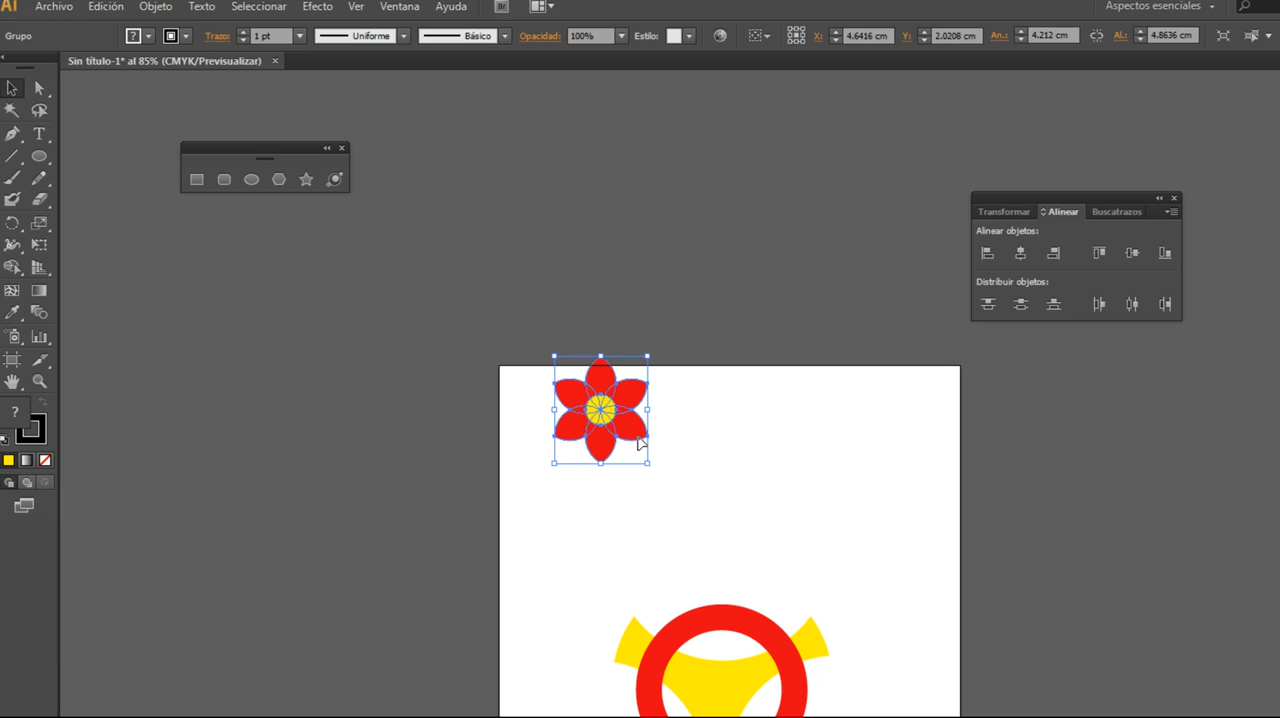 Ai Archivo Edición Objeto Texto Seleccionar Efecto Ver Ventana Ayuda Br Aspectos esenciales
Grupo ? Trazo: 1 pt Uniforme Básico Opacidad: 100% Estilo: X: 4.6416 cm Y: 2.0208 cm An.: 4.212 cm AL.: 4.8636 cm
Sin título-1* al 85% (CMYK/Previsualizar) ×
T
Transformar Alinear Buscatrazos
Alinear objetos:
Distribuir objetos:
?